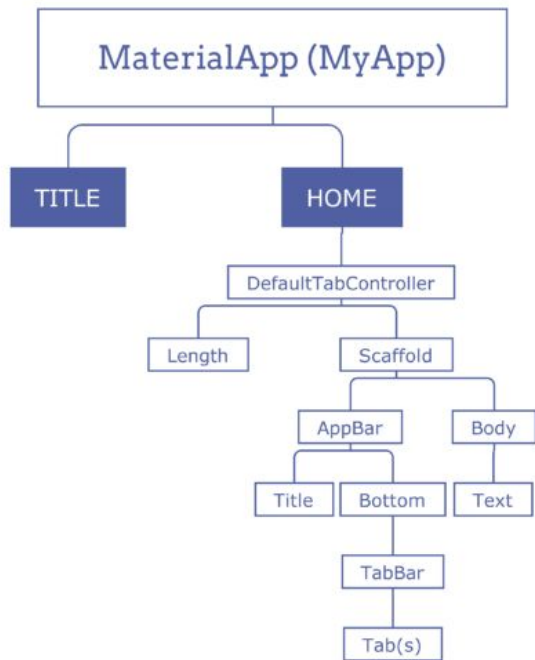 MaterialApp (MyApp)
TITLE
HOME
DefaultTabController
Length
Scaffold
AppBar
Body
Title
Bottom
Text
TabBar
Tab(s)